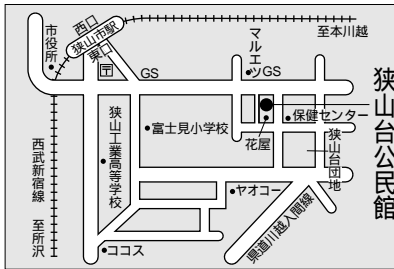 西口
狭山市駅
東口
市役所
至本川越
マルエツ
GS
GS
狭山台公民館
狭山工業高等学校
富士見小学校
花屋
保健センター
狭山台団地
西武新宿線
至所沢
ヤオコー
県道川越入間線
ココス